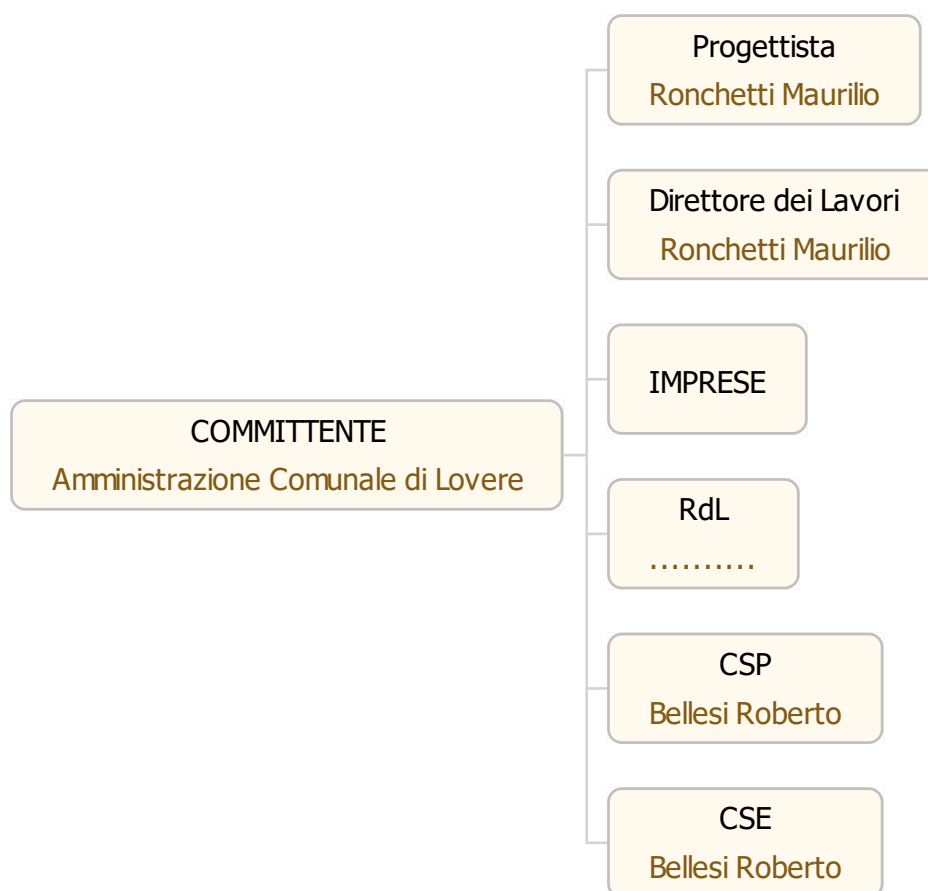 Progettista
Ronchetti Maurilio
Direttore dei Lavori
Ronchetti Maurilio
IMPRESE
COMMITTENTE
Amministrazione Comunale di Lovere
RdL
..........
CSP
Bellesi Roberto
CSE
Bellesi Roberto